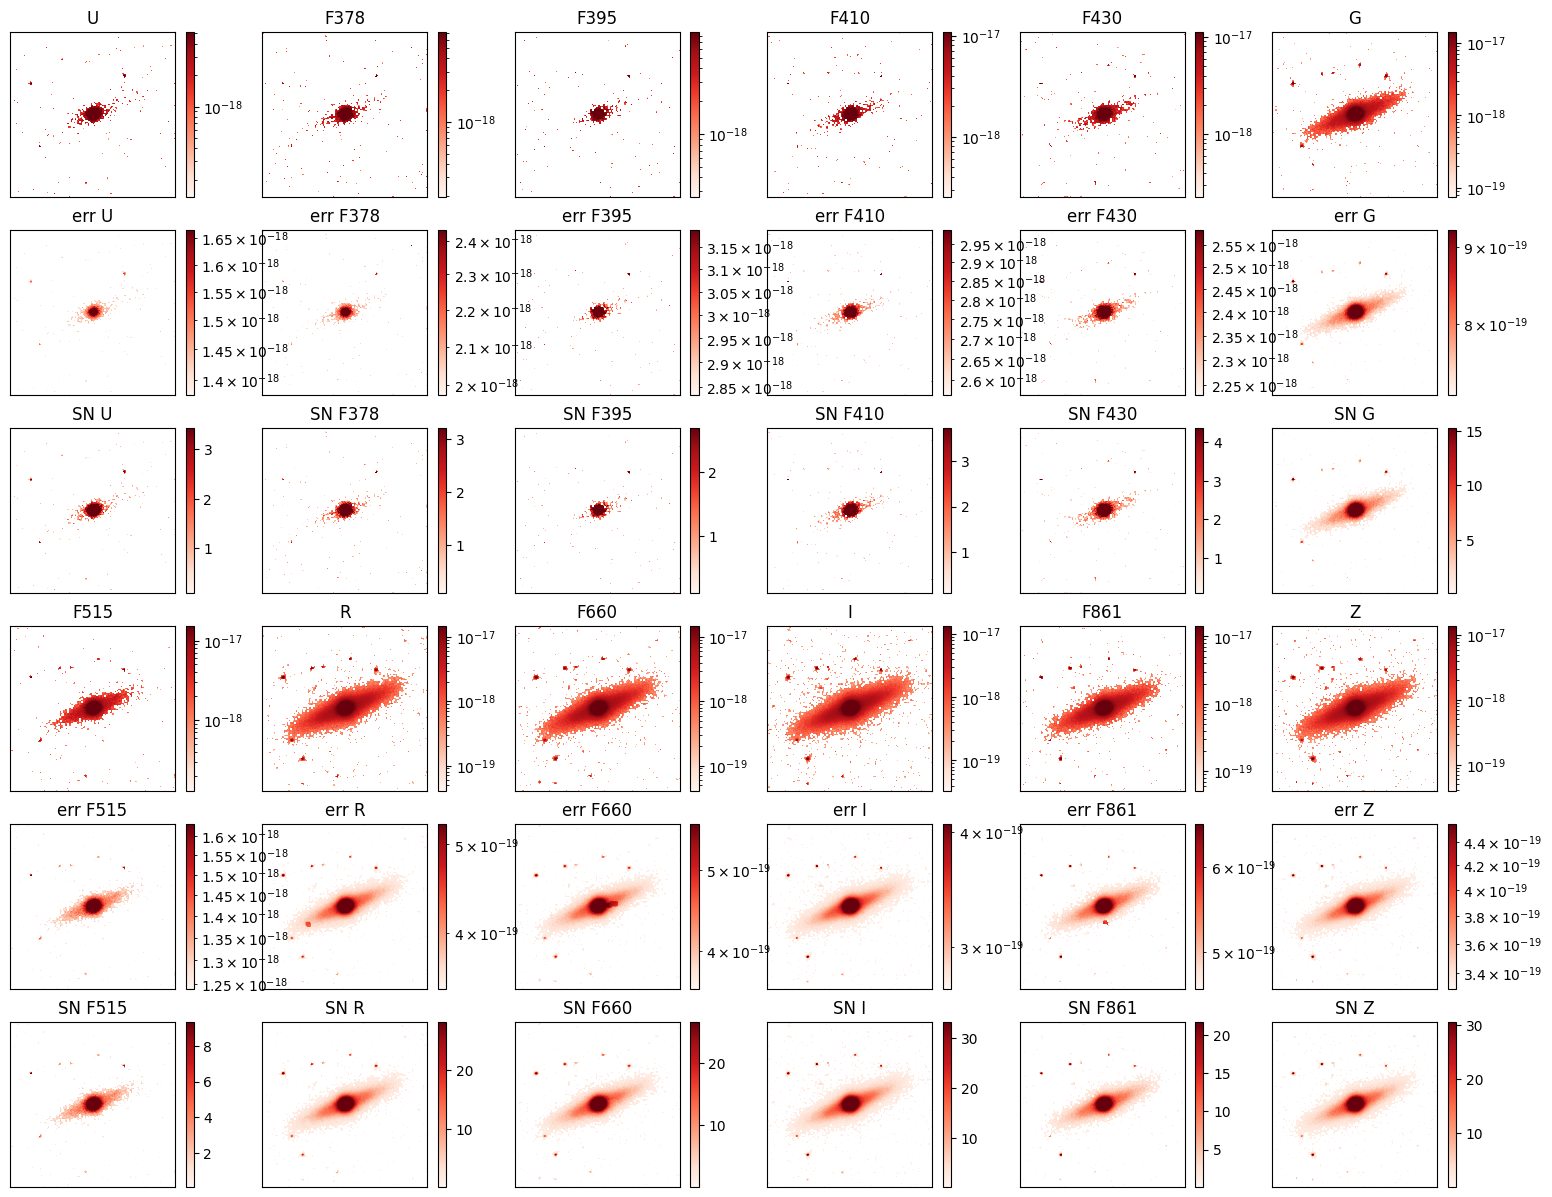 U F378 F395 F410 F430 G
10⁻¹⁸ 10⁻¹⁸ 10⁻¹⁸ 10⁻¹⁷ 10⁻¹⁸ 10⁻¹⁷ 10⁻¹⁸ 10⁻¹⁷ 10⁻¹⁸ 10⁻¹⁹
err U err F378 err F395 err F410 err F430 err G
1.65 × 10⁻¹⁸ 1.6 × 10⁻¹⁸ 1.55 × 10⁻¹⁸ 1.5 × 10⁻¹⁸ 1.45 × 10⁻¹⁸ 1.4 × 10⁻¹⁸
2.4 × 10⁻¹⁸ 2.3 × 10⁻¹⁸ 2.2 × 10⁻¹⁸ 2.1 × 10⁻¹⁸ 2 × 10⁻¹⁸
3.15 × 10⁻¹⁸ 3.1 × 10⁻¹⁸ 3.05 × 10⁻¹⁸ 3 × 10⁻¹⁸ 2.95 × 10⁻¹⁸ 2.9 × 10⁻¹⁸ 2.85 × 10⁻¹⁸
2.95 × 10⁻¹⁸ 2.9 × 10⁻¹⁸ 2.85 × 10⁻¹⁸ 2.8 × 10⁻¹⁸ 2.75 × 10⁻¹⁸ 2.7 × 10⁻¹⁸ 2.65 × 10⁻¹⁸ 2.6 × 10⁻¹⁸
2.55 × 10⁻¹⁸ 2.5 × 10⁻¹⁸ 2.45 × 10⁻¹⁸ 2.4 × 10⁻¹⁸ 2.35 × 10⁻¹⁸ 2.3 × 10⁻¹⁸ 2.25 × 10⁻¹⁸
9 × 10⁻¹⁹ 8 × 10⁻¹⁹
SN U SN F378 SN F395 SN F410 SN F430 SN G
3 2 1
3 2 1
2 1
3 2 1
4 3 2 1
15 10 5
F515 R F660 I F861 Z
10⁻¹⁷ 10⁻¹⁸
10⁻¹⁷ 10⁻¹⁸ 10⁻¹⁹
10⁻¹⁷ 10⁻¹⁸ 10⁻¹⁹
10⁻¹⁷ 10⁻¹⁸ 10⁻¹⁹
10⁻¹⁷ 10⁻¹⁸ 10⁻¹⁹
10⁻¹⁷ 10⁻¹⁸ 10⁻¹⁹
err F515 err R err F660 err I err F861 err Z
1.6 × 10⁻¹⁸ 1.55 × 10⁻¹⁸ 1.5 × 10⁻¹⁸ 1.45 × 10⁻¹⁸ 1.4 × 10⁻¹⁸ 1.35 × 10⁻¹⁸ 1.3 × 10⁻¹⁸ 1.25 × 10⁻¹⁸
5 × 10⁻¹⁹ 4 × 10⁻¹⁹
5 × 10⁻¹⁹ 4 × 10⁻¹⁹
4 × 10⁻¹⁹ 3 × 10⁻¹⁹
6 × 10⁻¹⁹ 5 × 10⁻¹⁹
4.4 × 10⁻¹⁹ 4.2 × 10⁻¹⁹ 4 × 10⁻¹⁹ 3.8 × 10⁻¹⁹ 3.6 × 10⁻¹⁹ 3.4 × 10⁻¹⁹
SN F515 SN R SN F660 SN I SN F861 SN Z
8 6 4 2
20 10
20 10
30 20 10
20 15 10 5
30 20 10